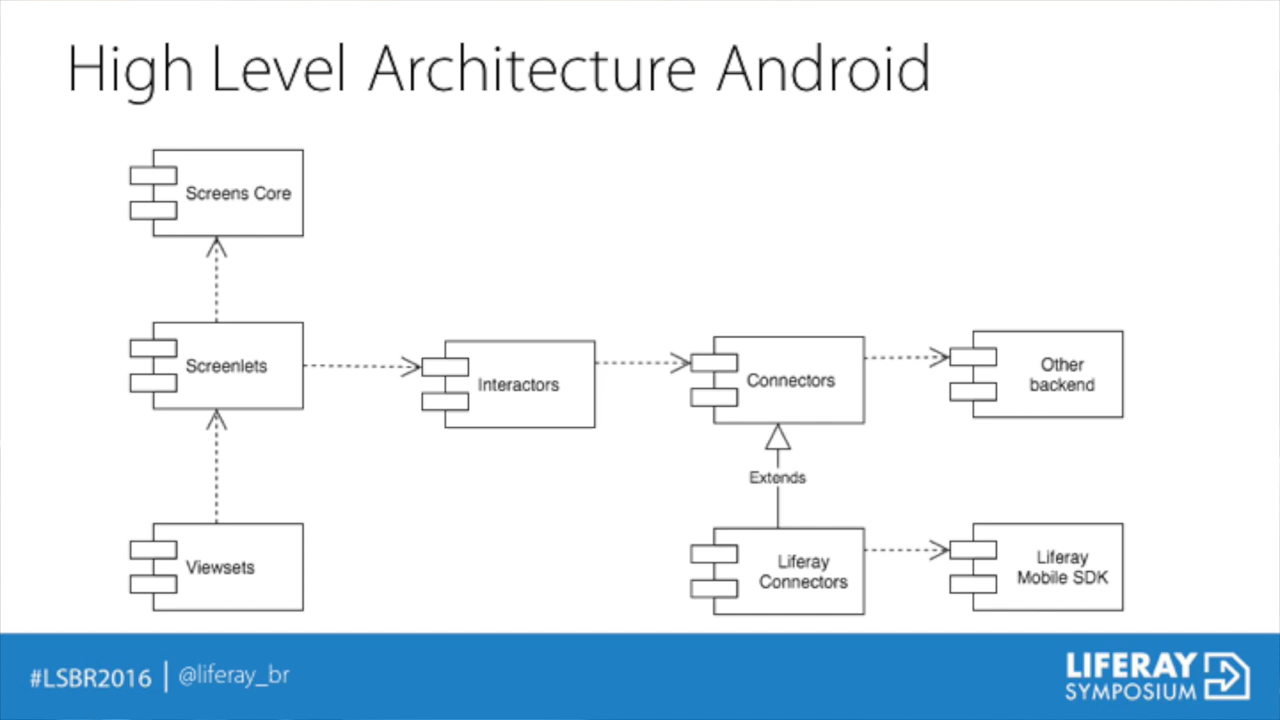 High Level Architecture Android
Screens Core
Screenlets
Interactors
Connectors
Other
backend
Extends
Viewsets
Liferay
Connectors
Liferay
Mobile SDK
#LSBR2016
@liferay_br
LIFERAY
SYMPOSIUM